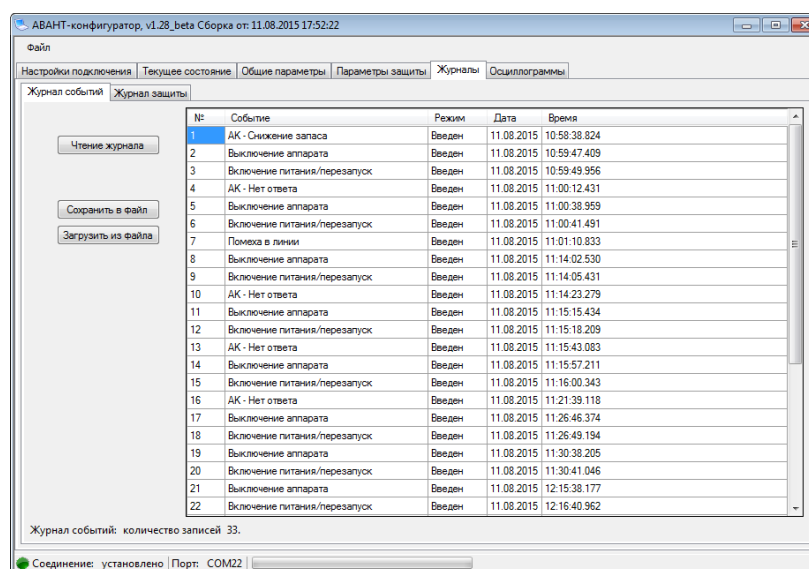 АВАНТ-конфигуратор, v1.28_beta Сборка от: 11.08.2015 17:52:22
Файл
Настройки подключения Текущее состояние Общие параметры Параметры защиты Журналы Осциллограммы
Журнал событий Журнал защиты
Чтение журнала
Сохранить в файл
Загрузить из файла
№ Событие Режим Дата Время
1 АК - Снижение запаса Введен 11.08.2015 10:58:38.824
2 Выключение аппарата Введен 11.08.2015 10:59:47.409
3 Включение питания/перезапуск Введен 11.08.2015 10:59:49.956
4 АК - Нет ответа Введен 11.08.2015 11:00:12.431
5 Выключение аппарата Введен 11.08.2015 11:00:38.959
6 Включение питания/перезапуск Введен 11.08.2015 11:00:41.491
7 Помеха в линии Введен 11.08.2015 11:01:10.833
8 Выключение аппарата Введен 11.08.2015 11:14:02.530
9 Включение питания/перезапуск Введен 11.08.2015 11:14:05.431
10 АК - Нет ответа Введен 11.08.2015 11:14:23.279
11 Выключение аппарата Введен 11.08.2015 11:15:15.434
12 Включение питания/перезапуск Введен 11.08.2015 11:15:18.209
13 АК - Нет ответа Введен 11.08.2015 11:15:43.083
14 Выключение аппарата Введен 11.08.2015 11:15:57.211
15 Включение питания/перезапуск Введен 11.08.2015 11:16:00.343
16 АК - Нет ответа Введен 11.08.2015 11:21:39.118
17 Выключение аппарата Введен 11.08.2015 11:26:46.374
18 Включение питания/перезапуск Введен 11.08.2015 11:26:49.194
19 Выключение аппарата Введен 11.08.2015 11:30:38.205
20 Включение питания/перезапуск Введен 11.08.2015 11:30:41.046
21 Выключение аппарата Введен 11.08.2015 12:15:38.177
22 Включение питания/перезапуск Введен 11.08.2015 12:16:40.962
Журнал событий: количество записей 33.
Соединение: установлено Порт: COM22